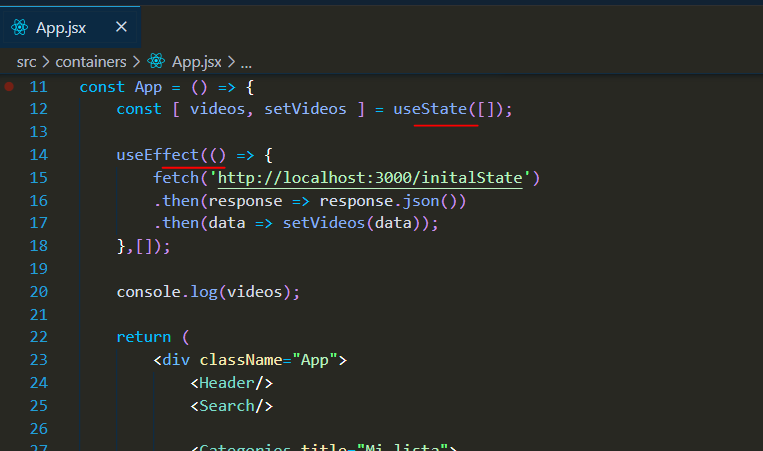 App.jsx ×
src > containers > App.jsx > ...
11 const App = () => {
12 const [ videos, setVideos ] = useState([]);
13
14 useEffect(() => {
15 fetch('http://localhost:3000/initalState')
16 .then(response => response.json())
17 .then(data => setVideos(data));
18 },[]);
19
20 console.log(videos);
21
22 return (
23 <div className="App">
24 <Header/>
25 <Search/>
26
27 <Categories title="Mi lista">